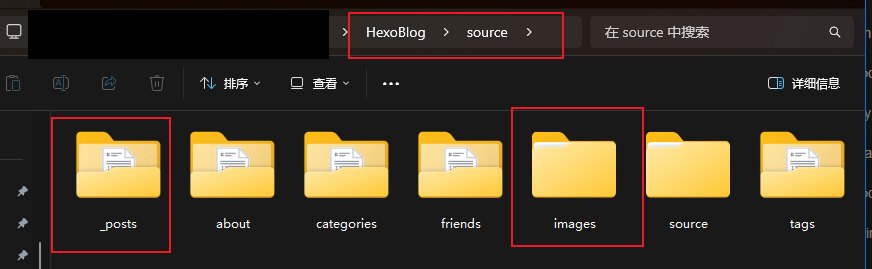 HexoBlog > source >
在 source 中搜索
排序
查看
详细信息
_posts
about
categories
friends
images
source
tags